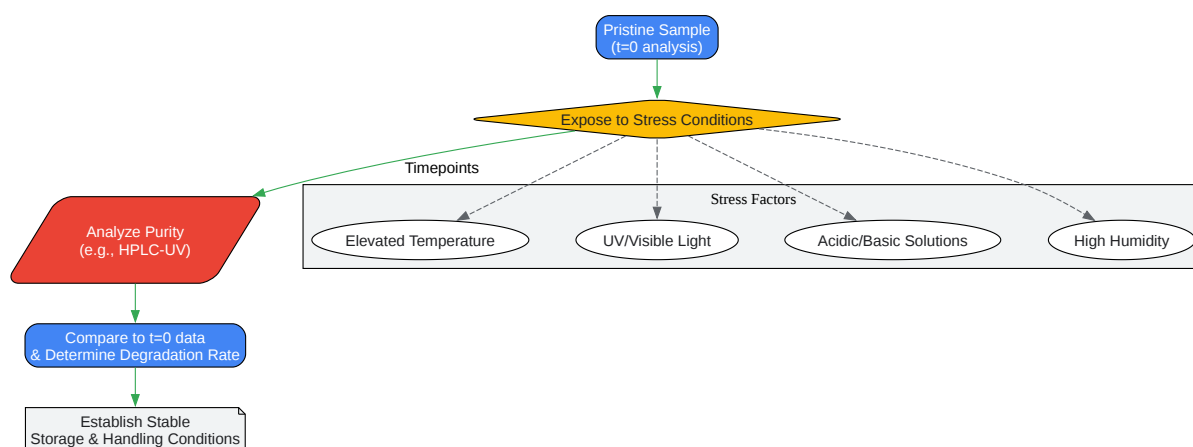 Pristine Sample
(t=0 analysis)
Expose to Stress Conditions
Timepoints
Stress Factors
Analyze Purity
(e.g., HPLC-UV)
Elevated Temperature
UV/Visible Light
Acidic/Basic Solutions
High Humidity
Compare to t=0 data
& Determine Degradation Rate
Establish Stable
Storage & Handling Conditions